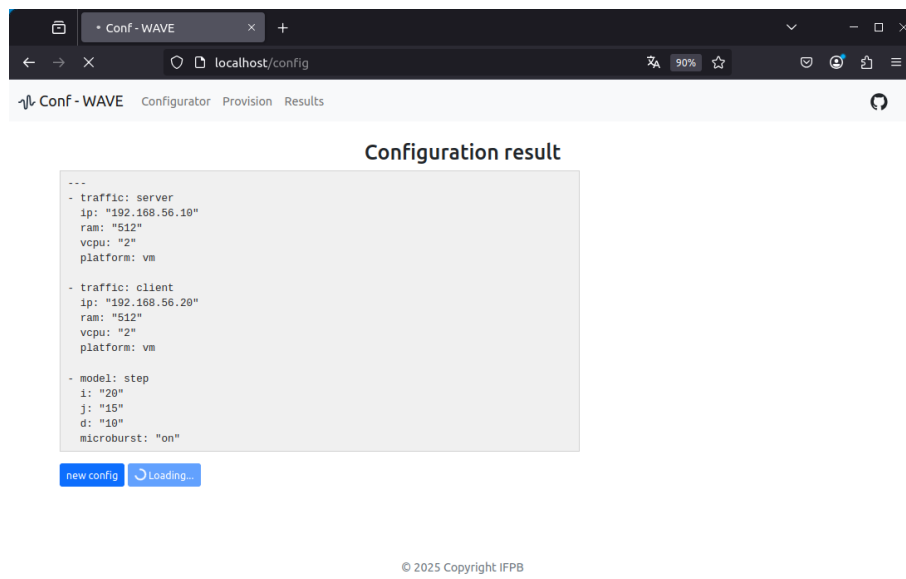 * Conf - WAVE × +
localhost/config 90%
Conf - WAVE Configurator Provision Results
Configuration result
---
- traffic: server
  ip: "192.168.56.10"
  ram: "512"
  vcpu: "2"
  platform: vm
- traffic: client
  ip: "192.168.56.20"
  ram: "512"
  vcpu: "2"
  platform: vm
- model: step
  i: "20"
  j: "15"
  d: "10"
  microburst: "on"
new config Loading...
© 2025 Copyright IFPB